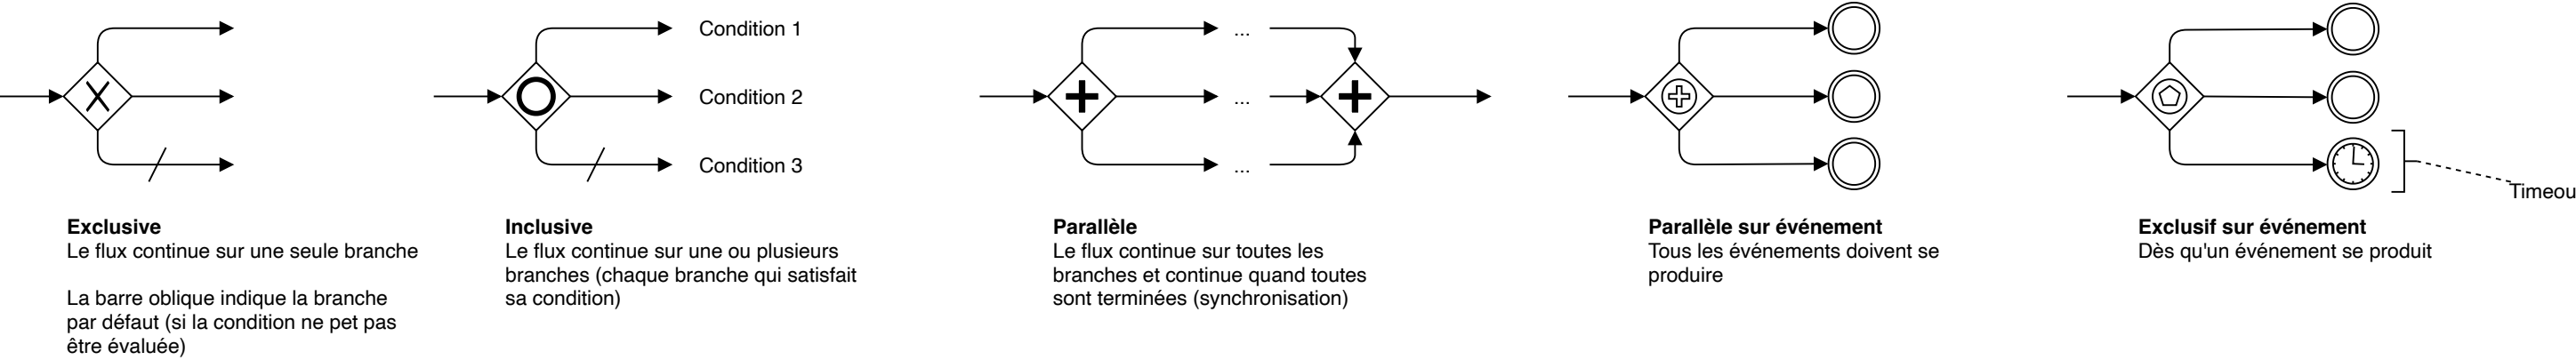 Condition 1
Condition 2
Condition 3
...
...
...
Timeou
Exclusive
Le flux continue sur une seule branche
La barre oblique indique la branche
par défaut (si la condition ne pet pas
être évaluée)
Inclusive
Le flux continue sur une ou plusieurs
branches (chaque branche qui satisfait
sa condition)
Parallèle
Le flux continue sur toutes les
branches et continue quand toutes
sont terminées (synchronisation)
Parallèle sur événement
Tous les événements doivent se
produire
Exclusif sur événement
Dès qu'un événement se produit